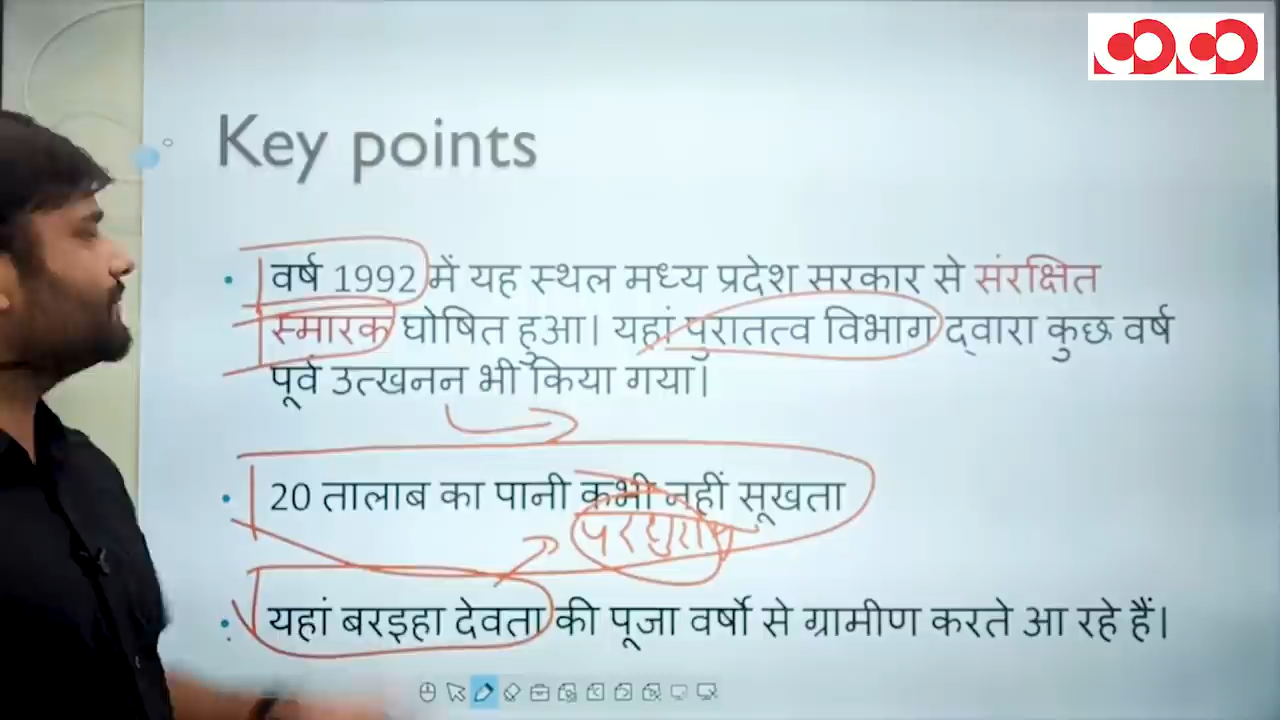 Key points
वर्ष 1992 में यह स्थल मध्य प्रदेश सरकार से संरक्षित
स्मारक घोषित हुआ। यहां पुरातत्व विभाग द्वारा कुछ वर्ष
पूर्व उत्खनन भी किया गया।
20 तालाब का पानी कभी नहीं सूखता
यहां बरइहा देवता की पूजा वर्षो से ग्रामीण करते आ रहे हैं।